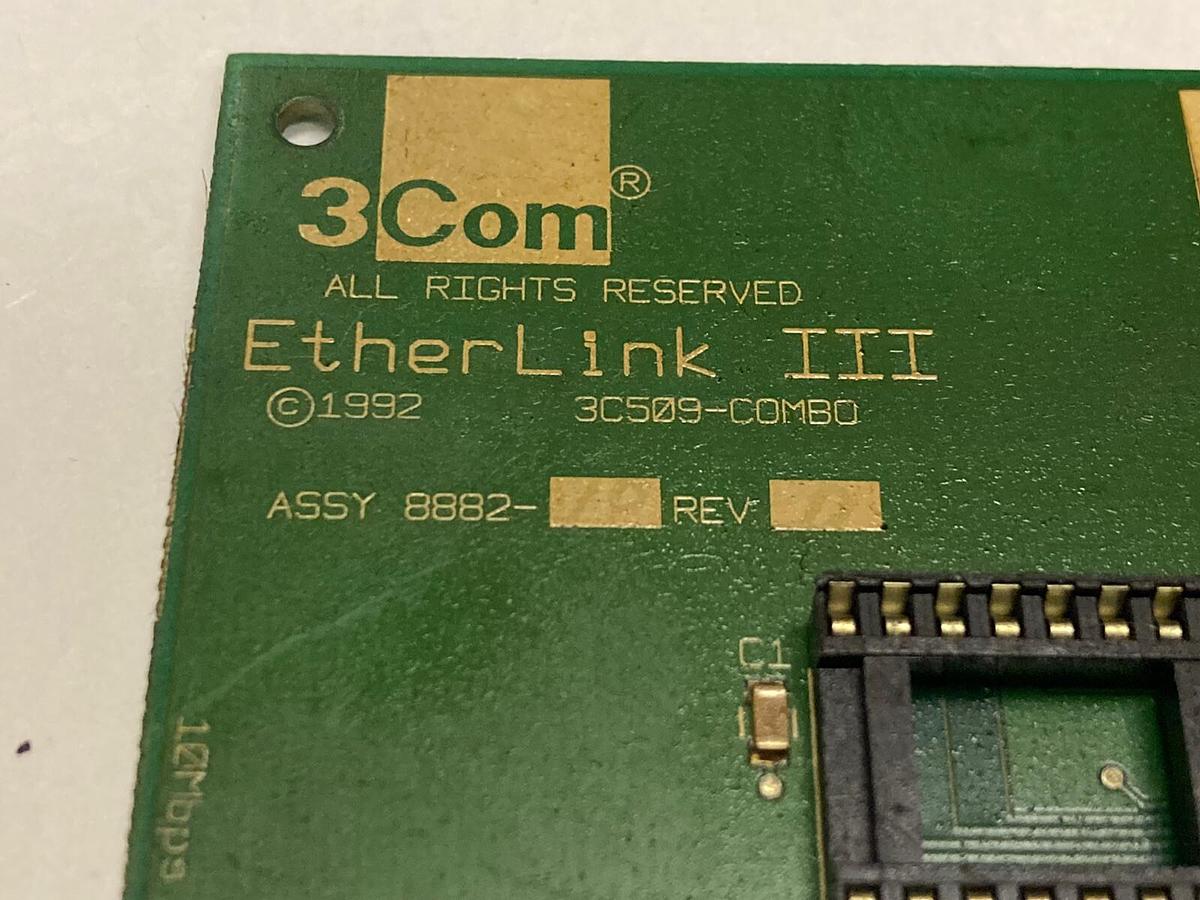 3Com®
ALL RIGHTS RESERVED
EtherLink III
©1992 3C509-COMBO
ASSY 8882- REV
C1
10Mbps